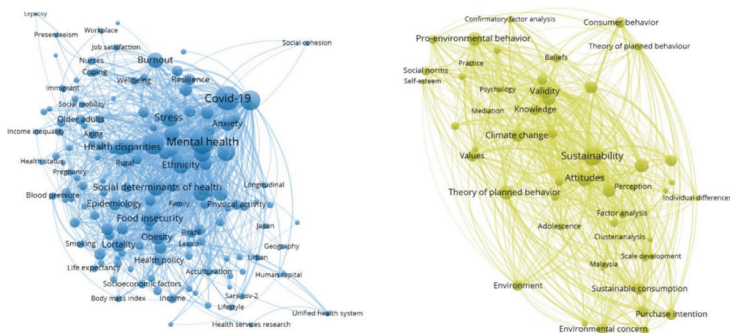 Leprosy
Workplace
Presenteeism
Social cohesion
Job satisfaction
Nurses
Burnout
Coping
Wellbeing
Resilience
Immigrant
Covid-19
Social mobility
Stress
Older adults
Anxiety
Income inequality
Aging
Mental health
Health disparities
Health status
Rural
Ethnicity
Pregnancy
Social determinants of health
Longitudinal
Blood pressure
Epidemiology
Family
Physical activity
Food insecurity
Japan
Smoking
Lortality
Obesity
Brazil
Mexico
Geography
Health policy
Urban
Life expectancy
Acculturation
Human capital
Socioeconomic factors
Body mass index
Income
Sars-cov-2
Lifestyle
Unified health system
Health services research
Confirmatory factor analysis
Consumer behavior
Pro-environmental behavior
Theory of planned behaviour
Beliefs
Practice
Social norms
Self-esteem
Psychology
Validity
Mediation
Knowledge
Climate change
Values
Sustainability
Attitudes
Perception
Theory of planned behavior
Individual differences
Factor analysis
Adolescence
Cluster analysis
Scale development
Malaysia
Environment
Sustainable consumption
Purchase intention
Environmental concern